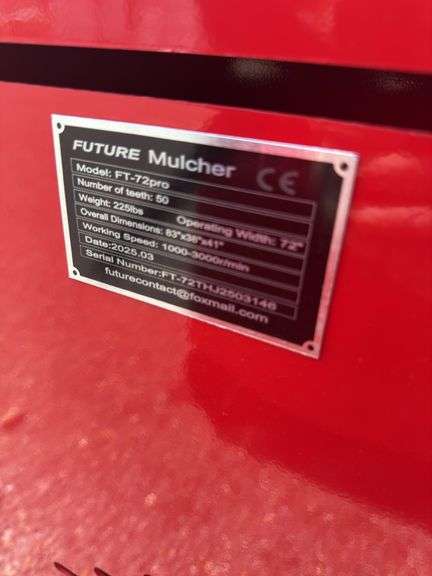 FUTURE Mulcher CE
Model: FT-72pro
Number of teeth: 50
Weight: 225lbs Operating Width: 72"
Overall Dimensions: 83"x38"x41"
Working Speed: 1000-3000r/min
Date:2025.03
Serial Number:FT-72THJ2503146
futurecontact@foxmail.com